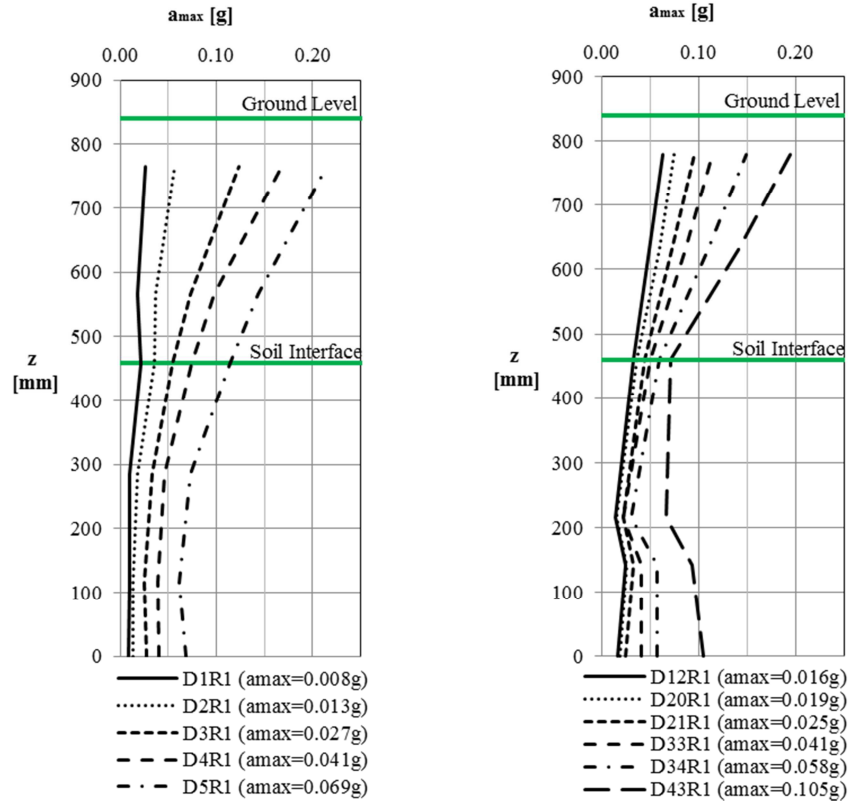 amax [g]
0.00 0.10 0.20
900
800
700
600
500
400
300
200
100
0
z
[mm]
Ground Level
Soil Interface
D1R1 (amax=0.008g)
D2R1 (amax=0.013g)
D3R1 (amax=0.027g)
D4R1 (amax=0.041g)
D5R1 (amax=0.069g)
amax [g]
0.00 0.10 0.20
900
800
700
600
500
400
300
200
100
0
z
[mm]
Ground Level
Soil Interface
D12R1 (amax=0.016g)
D20R1 (amax=0.019g)
D21R1 (amax=0.025g)
D33R1 (amax=0.041g)
D34R1 (amax=0.058g)
D43R1 (amax=0.105g)